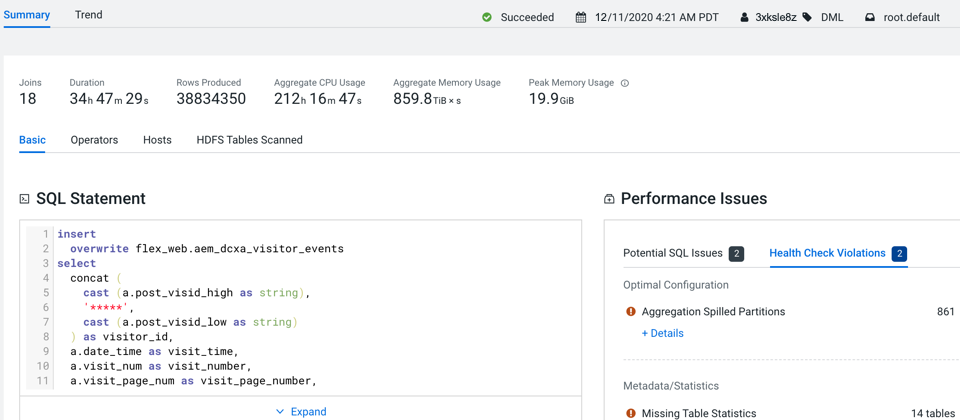 Summary Trend Succeeded 12/11/2020 4:21 AM PDT 3xksle8z DML root.default
Joins Duration Rows Produced Aggregate CPU Usage Aggregate Memory Usage Peak Memory Usage
18 34h 47m 29s 38834350 212h 16m 47s 859.8TiB × s 19.9GiB
Basic Operators Hosts HDFS Tables Scanned
SQL Statement
1 insert
2 overwrite flex_web.aem_dcxa_visitor_events
3 select
4 concat (
5 cast (a.post_visid_high as string),
6 '*****',
7 cast (a.post_visid_low as string)
8 ) as visitor_id,
9 a.date_time as visit_time,
10 a.visit_num as visit_number,
11 a.visit_page_num as visit_page_number,
Expand
Performance Issues
Potential SQL Issues 2 Health Check Violations 2
Optimal Configuration
Aggregation Spilled Partitions 861
+ Details
Metadata/Statistics
Missing Table Statistics 14 tables